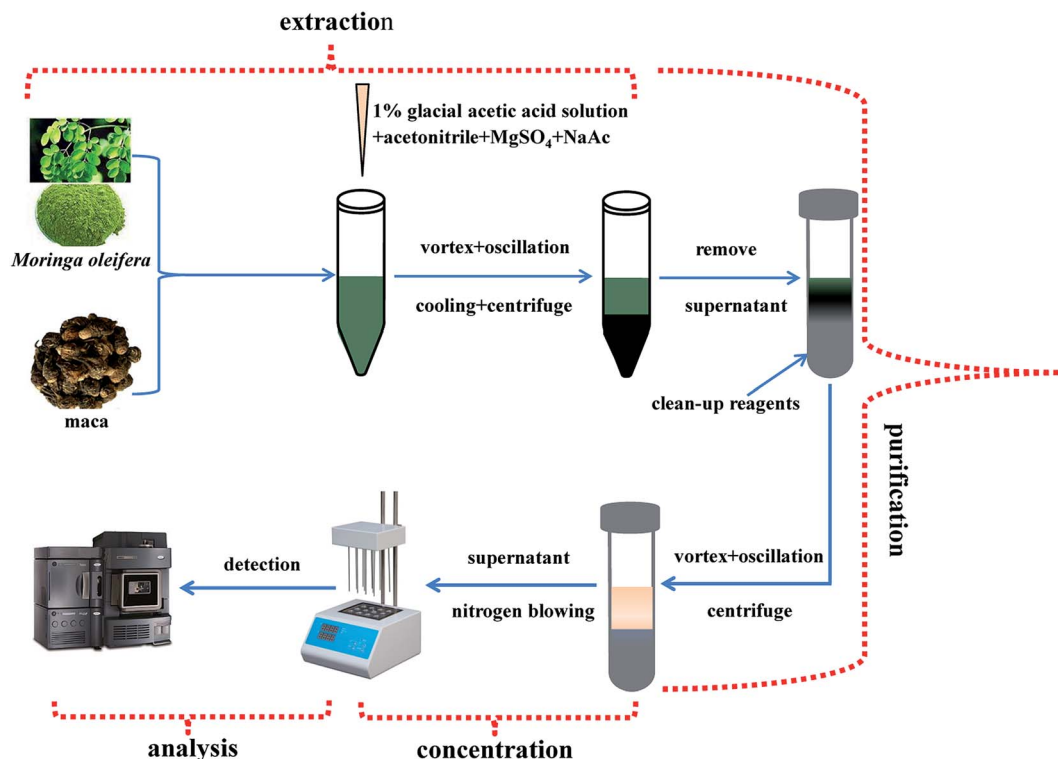 extraction
1% glacial acetic acid solution
+acetonitrile+MgSO₄+NaAc
Moringa oleifera
vortex+oscillation
cooling+centrifuge
remove
supernatant
maca
clean-up reagents
purification
detection
supernatant
nitrogen blowing
vortex+oscillation
centrifuge
analysis
concentration